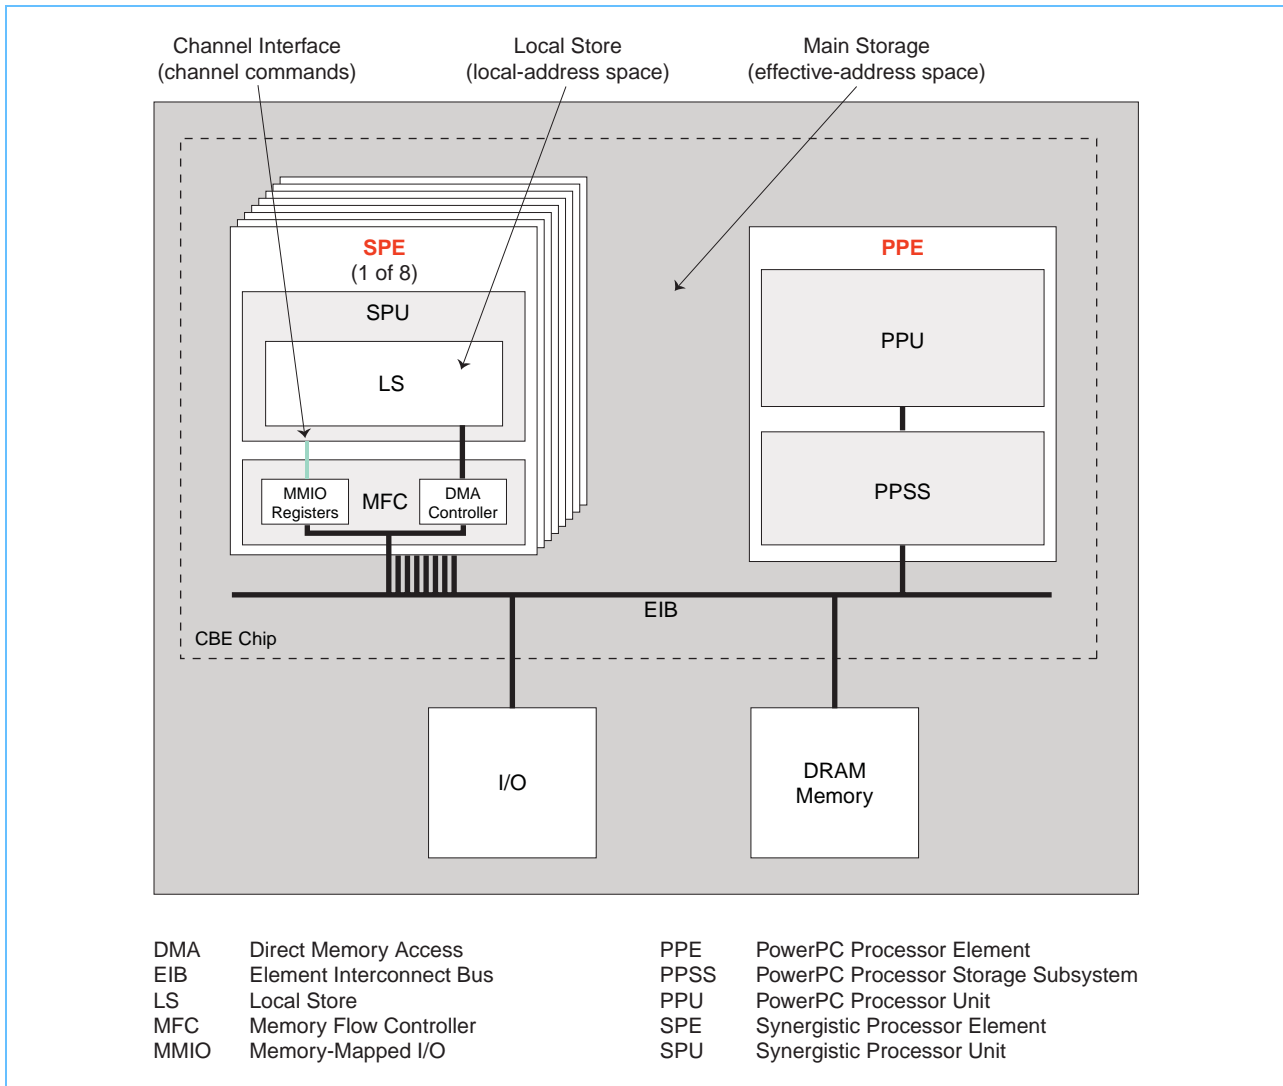 Channel Interface
(channel commands)
Local Store
(local-address space)
Main Storage
(effective-address space)
SPE
(1 of 8)
SPU
LS
MMIO
Registers
MFC
DMA
Controller
PPE
PPU
PPSS
EIB
CBE Chip
I/O
DRAM
Memory
DMA Direct Memory Access
EIB Element Interconnect Bus
LS Local Store
MFC Memory Flow Controller
MMIO Memory-Mapped I/O
PPE PowerPC Processor Element
PPSS PowerPC Processor Storage Subsystem
PPU PowerPC Processor Unit
SPE Synergistic Processor Element
SPU Synergistic Processor Unit